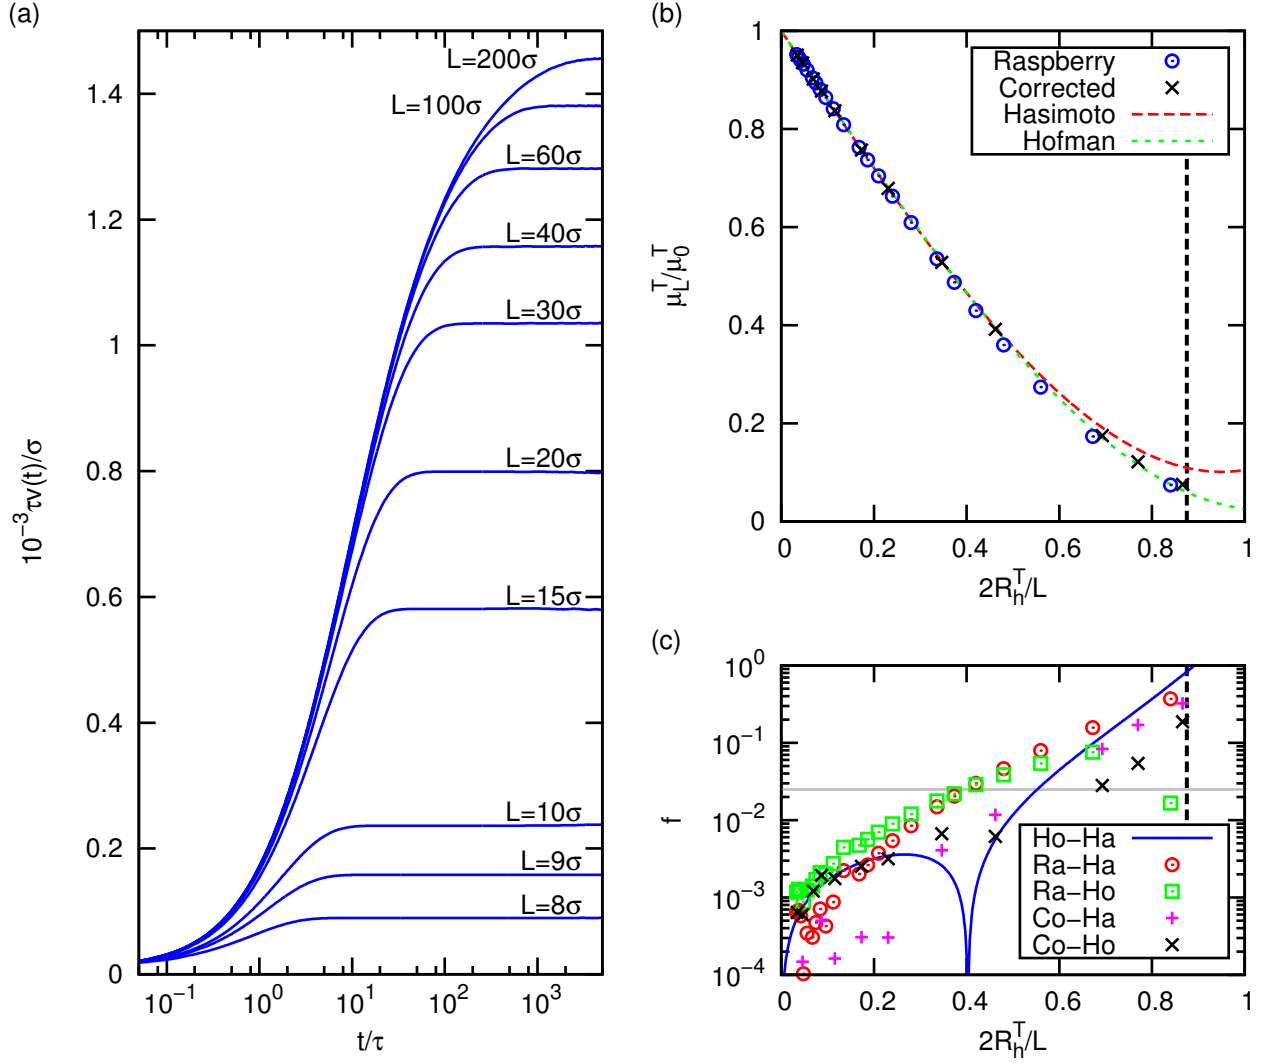 (a)
L=200σ
L=100σ
L=60σ
L=40σ
L=30σ
L=20σ
L=15σ
L=10σ
L=9σ
L=8σ
1.4
1.2
1
0.8
0.6
0.4
0.2
0
10⁻¹ 10⁰ 10¹ 10² 10³
t/τ
10⁻³τv(t)/σ
(b)
Raspberry
Corrected
Hasimoto
Hofman
1
0.8
0.6
0.4
0.2
0
0 0.2 0.4 0.6 0.8 1
2R_h^T/L
μ_L^T/μ_0^T
(c)
Ho−Ha
Ra−Ha
Ra−Ho
Co−Ha
Co−Ho
10⁰
10⁻¹
10⁻²
10⁻³
10⁻⁴
0 0.2 0.4 0.6 0.8 1
2R_h^T/L
f